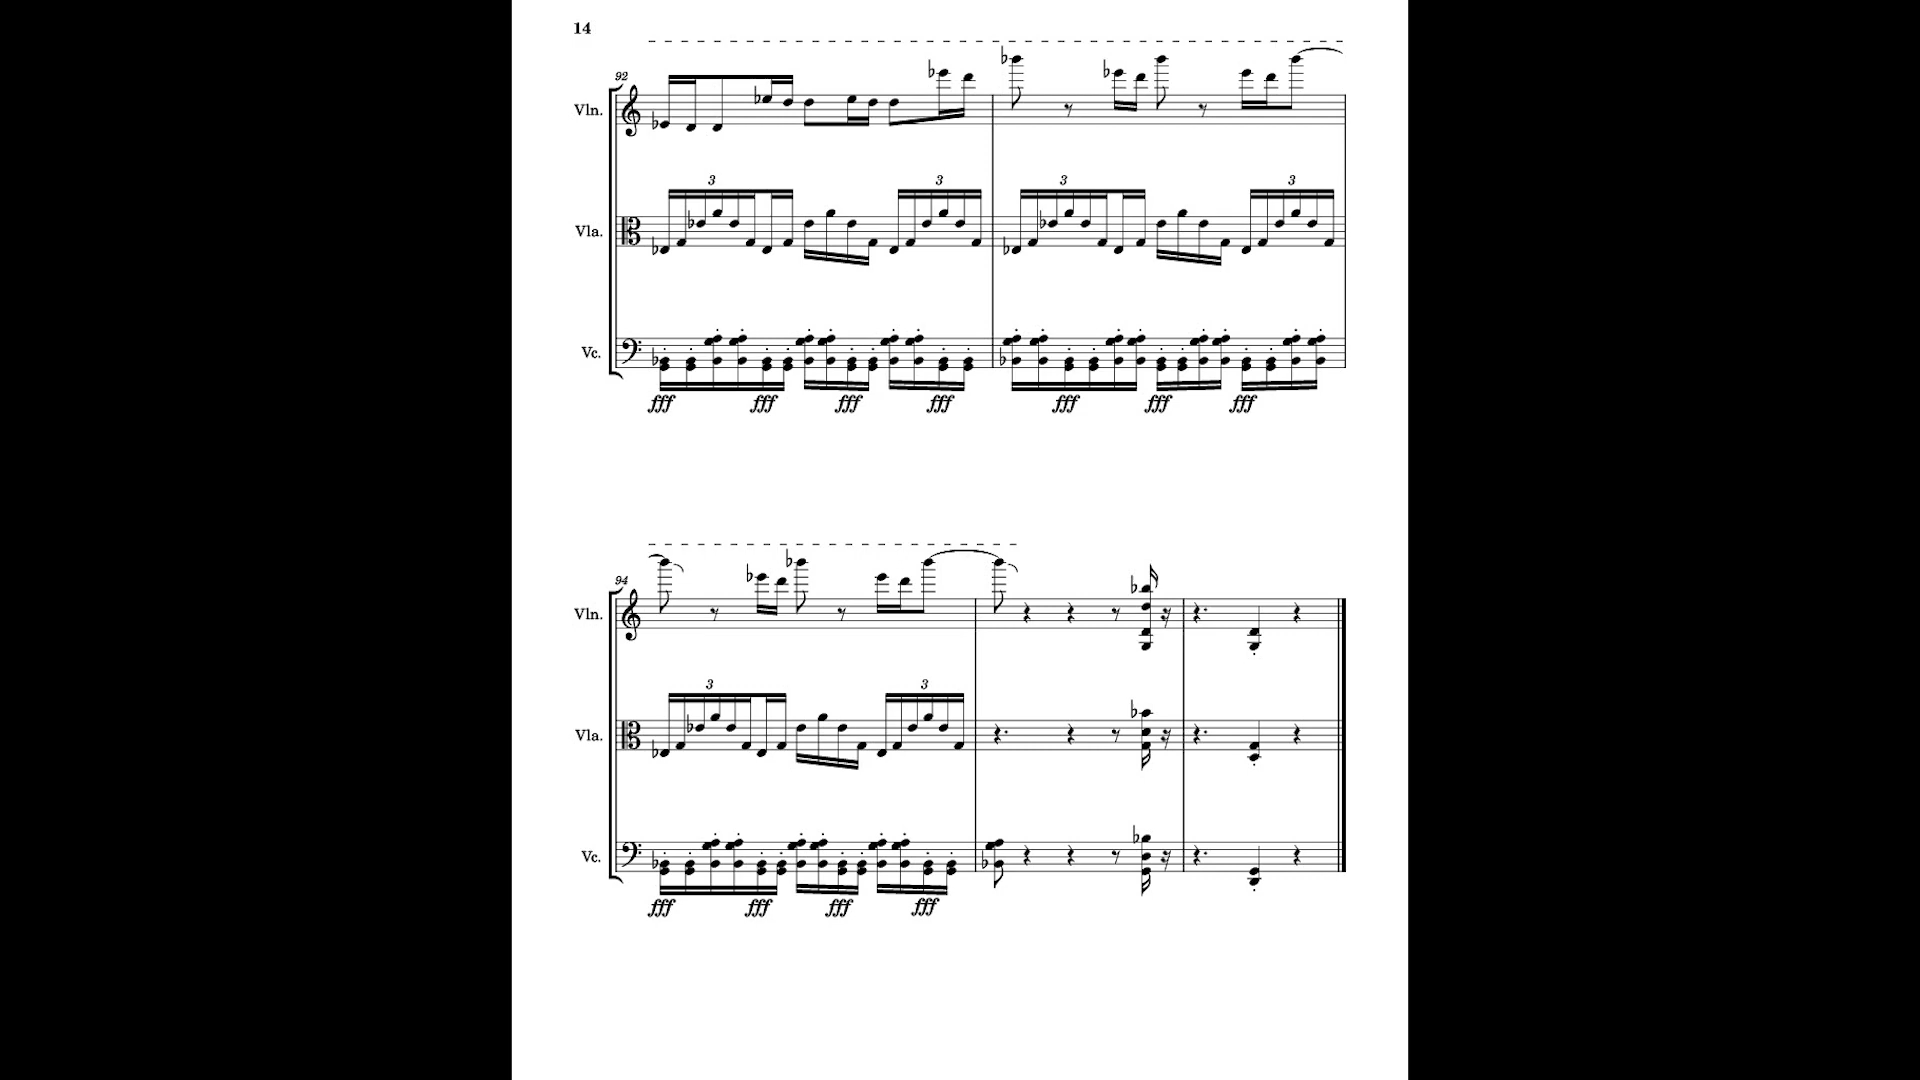 14
92
Vln.
3 3 3 3
Vla.
Vc.
fff fff fff fff fff fff fff
94
Vln.
3 3
Vla.
Vc.
fff fff fff fff